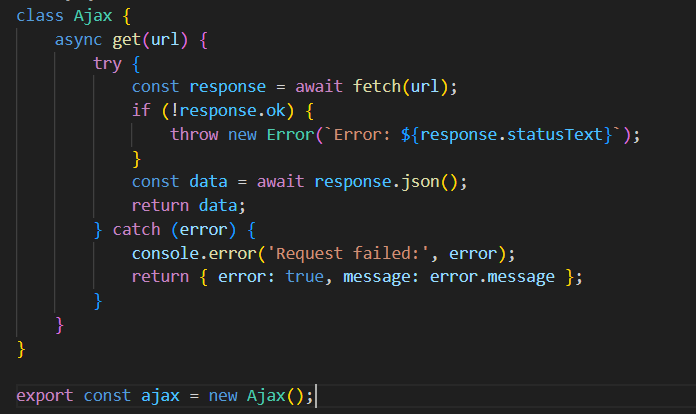 class Ajax {
    async get(url) {
        try {
            const response = await fetch(url);
            if (!response.ok) {
                throw new Error(`Error: ${response.statusText}`);
            }
            const data = await response.json();
            return data;
        } catch (error) {
            console.error('Request failed:', error);
            return { error: true, message: error.message };
        }
    }
}

export const ajax = new Ajax();